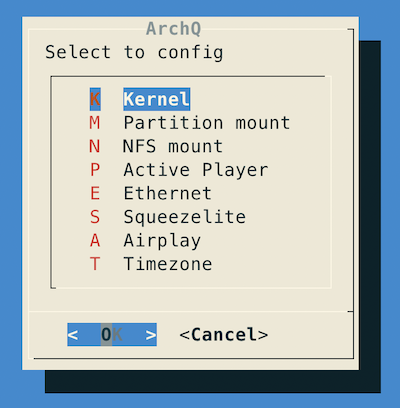 ArchQ
Select to config
K Kernel
M Partition mount
N NFS mount
P Active Player
E Ethernet
S Squeezelite
A Airplay
T Timezone
< OK > <Cancel>